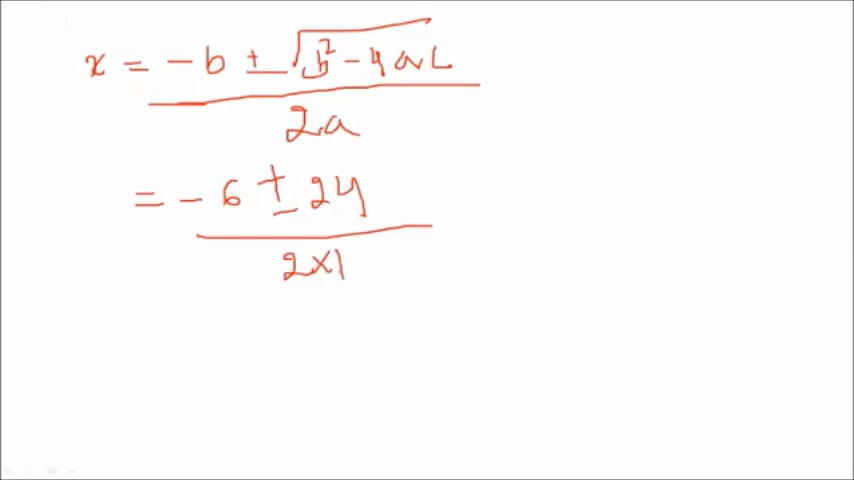 x = -b ± √b² - 4ac
2a
= - 6 ± 24
2×1